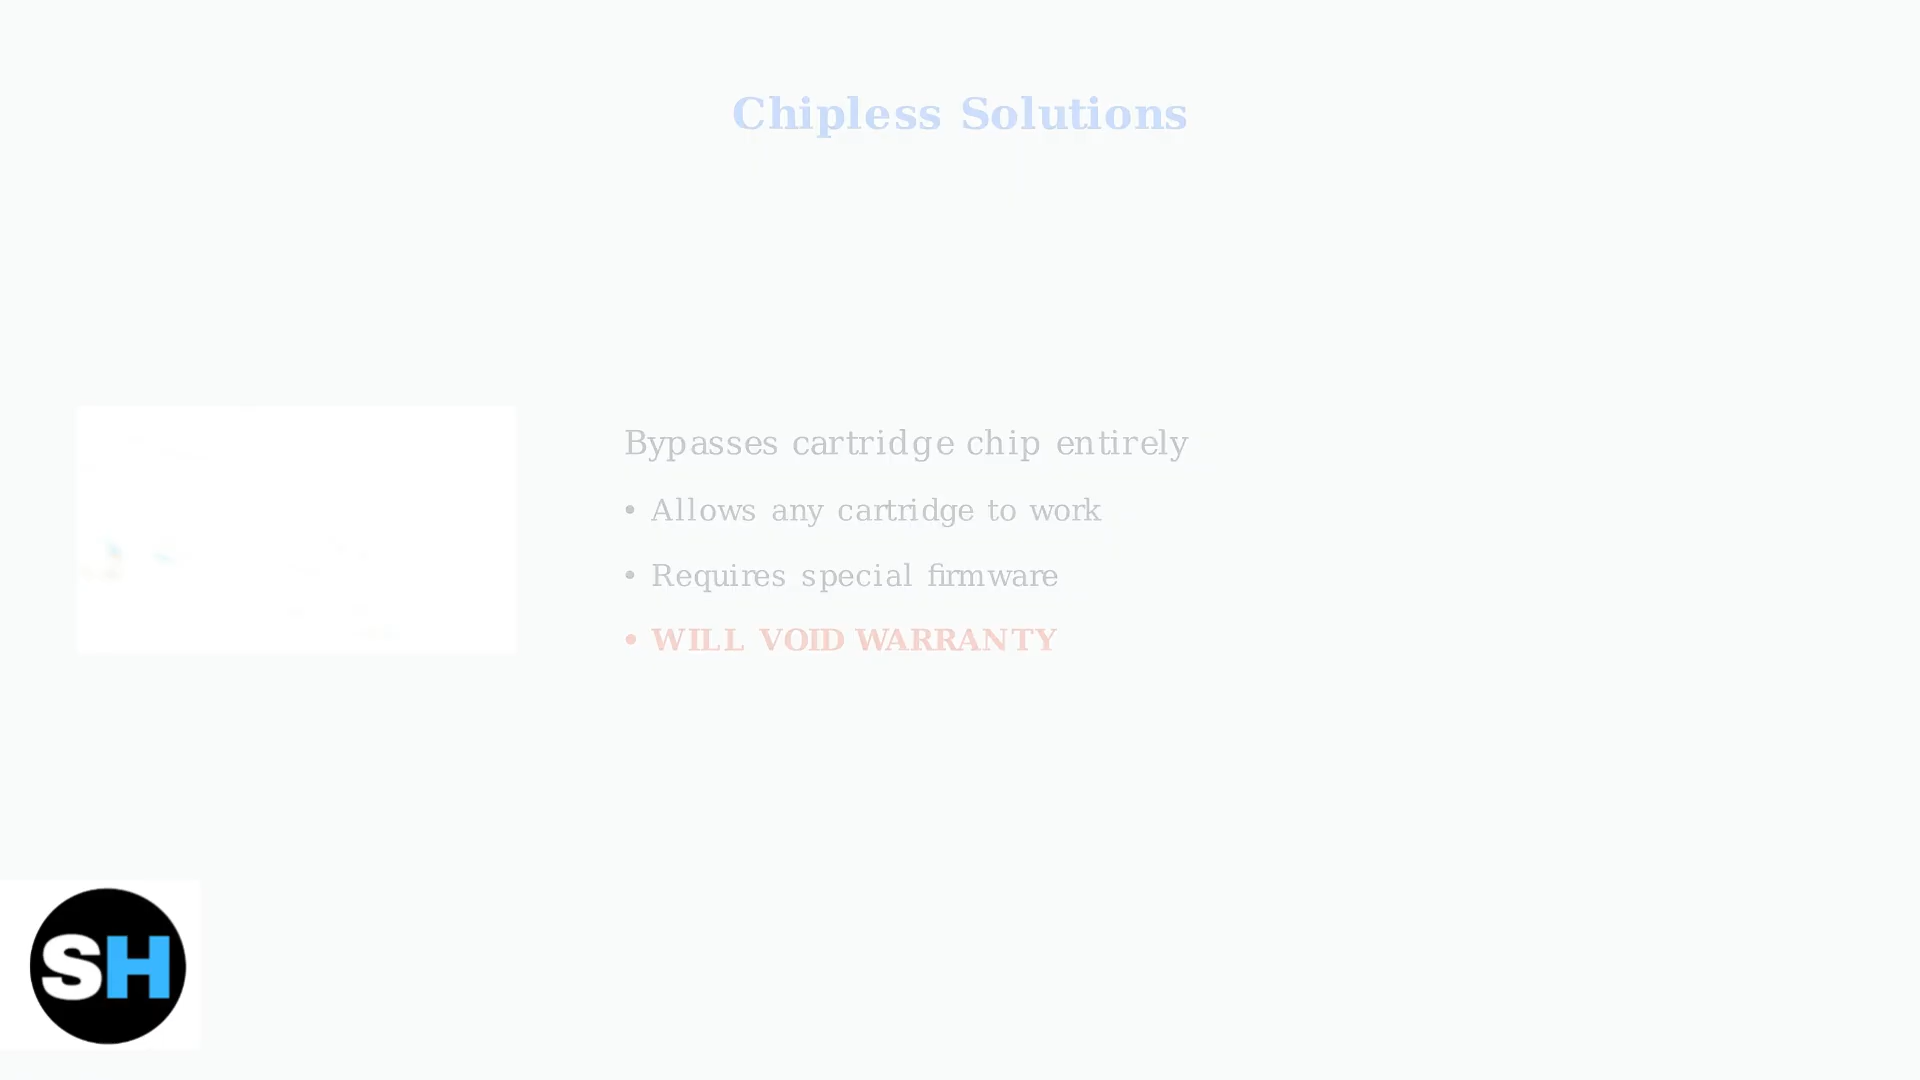 Chipless Solutions
Bypasses cartridge chip entirely
• Allows any cartridge to work
• Requires special firmware
• WILL VOID WARRANTY
SH